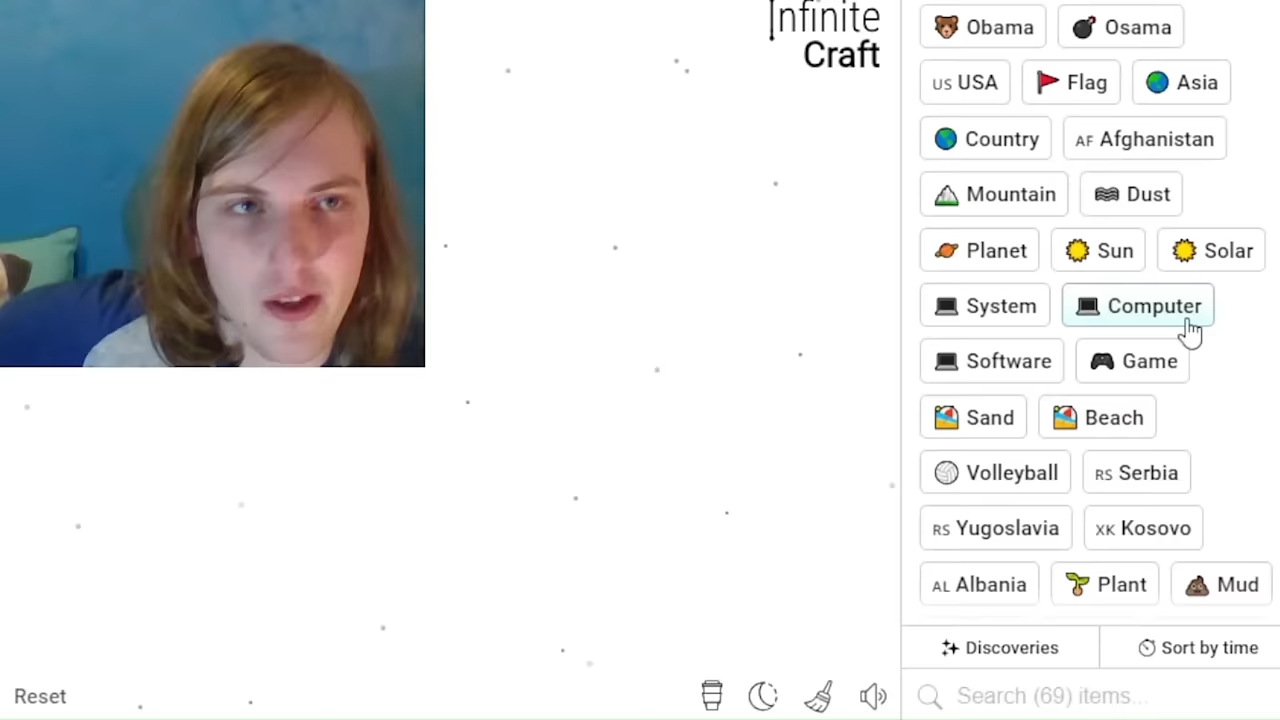 Infinite
Craft
Obama Osama
US USA Flag Asia
Country AF Afghanistan
Mountain Dust
Planet Sun Solar
System Computer
Software Game
Sand Beach
Volleyball RS Serbia
RS Yugoslavia XK Kosovo
AL Albania Plant Mud
Discoveries Sort by time
Reset Search (69) items...